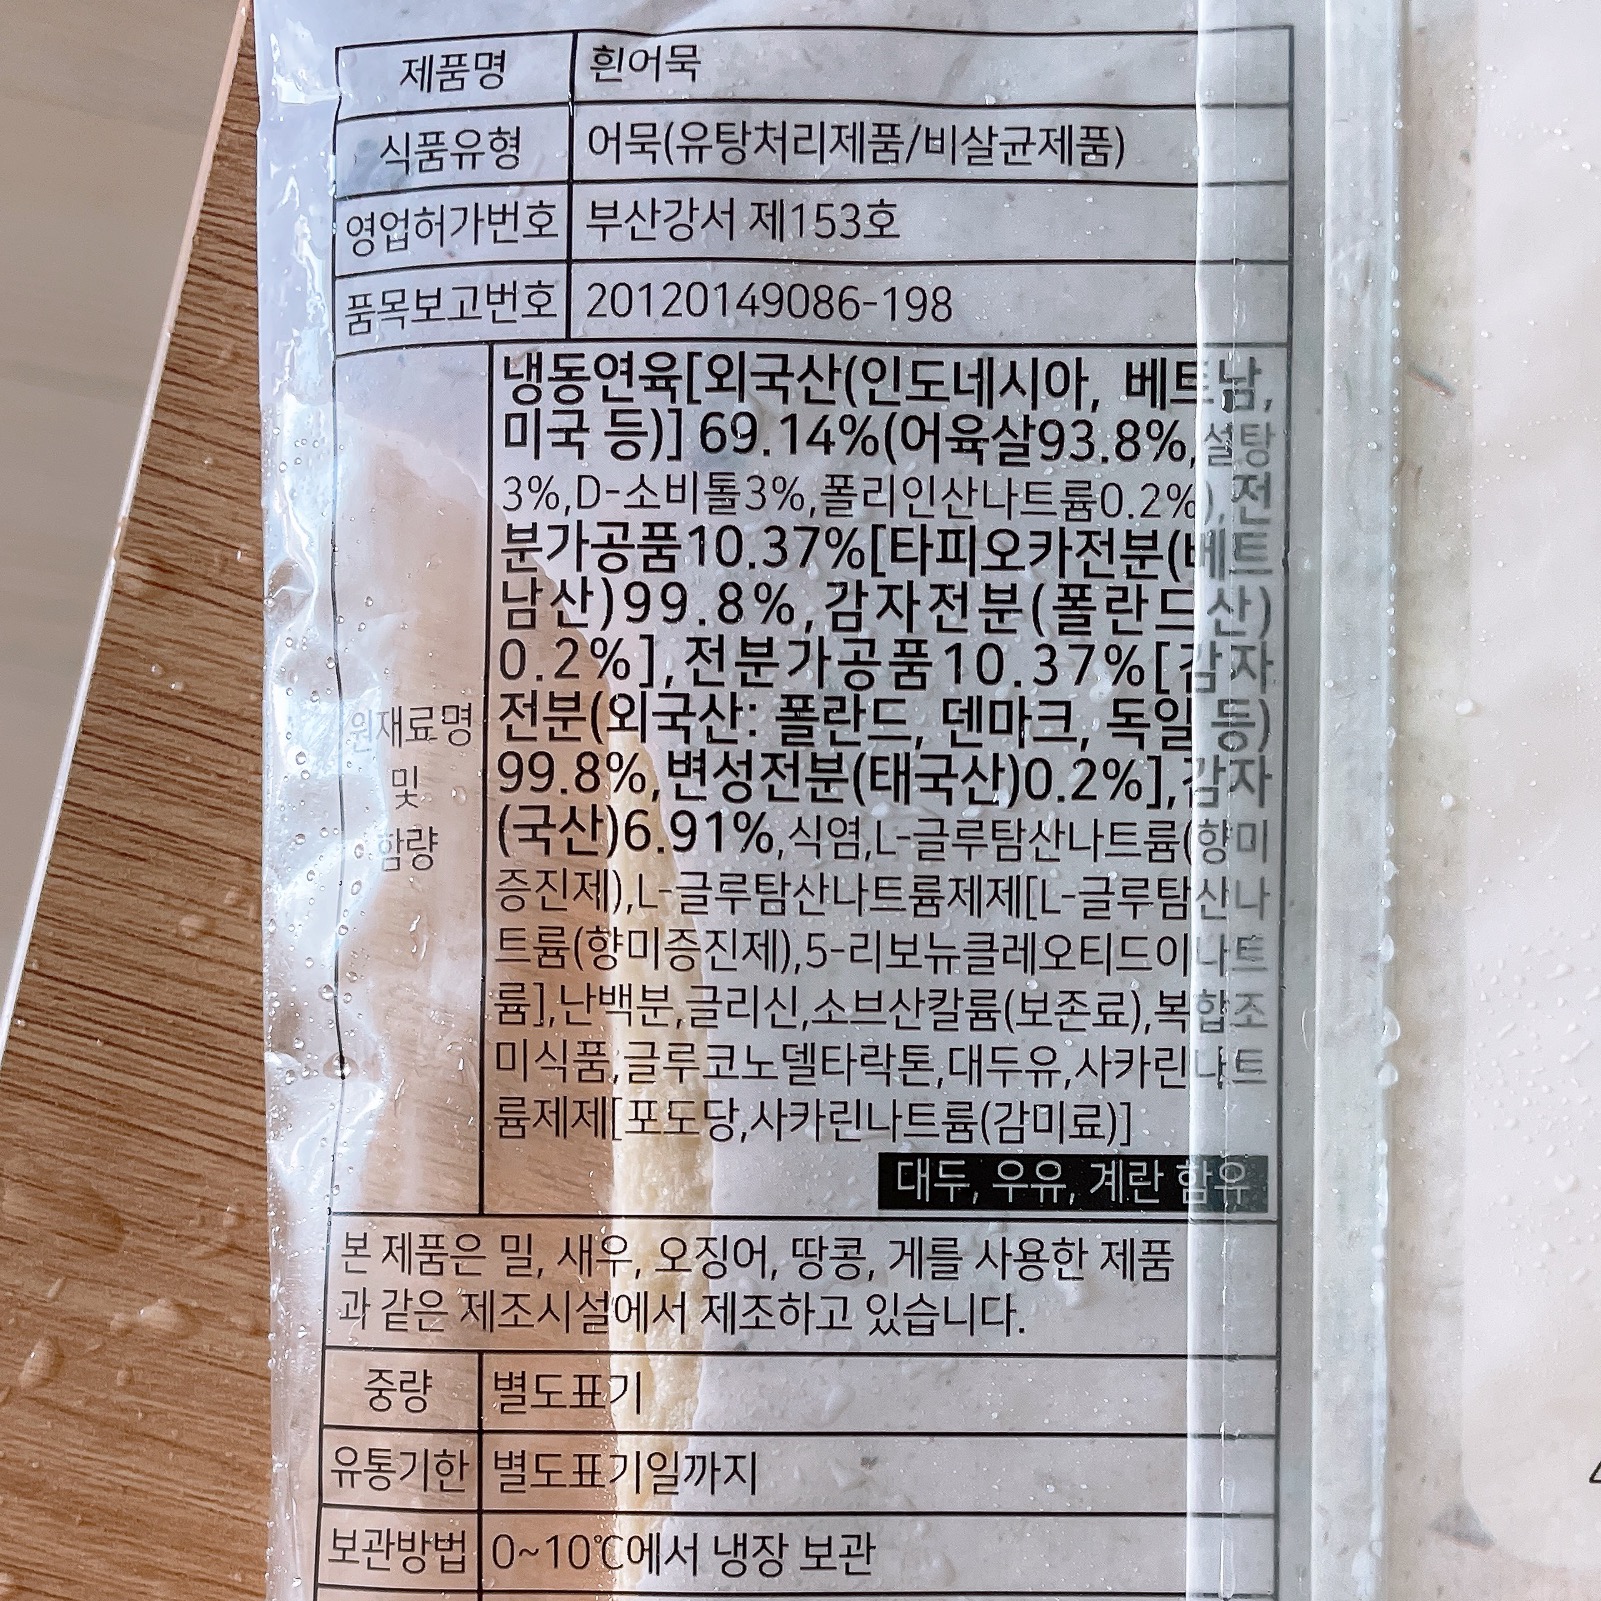 제품명 흰어묵
식품유형 어묵(유탕처리제품/비살균제품)
영업허가번호 부산강서 제153호
품목보고번호 20120149086-198
원재료명
및
함량
냉동연육[외국산(인도네시아, 베트남,
미국 등)] 69.14%(어육살93.8%,설탕
3%,D-소비톨3%,폴리인산나트륨0.2%),전
분가공품10.37%[타피오카전분(베트
남산)99.8%,감자전분(폴란드산)
0.2%],전분가공품10.37%[감자
전분(외국산: 폴란드, 덴마크, 독일 등)
99.8%,변성전분(태국산)0.2%],감자
(국산)6.91%,식염,L-글루탐산나트륨(향미
증진제),L-글루탐산나트륨제제[L-글루탐산나
트륨(향미증진제),5-리보뉴클레오티드이나트
륨],난백분,글리신,소브산칼륨(보존료),복합조
미식품,글루코노델타락톤,대두유,사카린나트
륨제제[포도당,사카린나트륨(감미료)]
대두, 우유, 계란 함유
본 제품은 밀, 새우, 오징어, 땅콩, 게를 사용한 제품
과 같은 제조시설에서 제조하고 있습니다.
중량 별도표기
유통기한 별도표기일까지
보관방법 0~10℃에서 냉장 보관